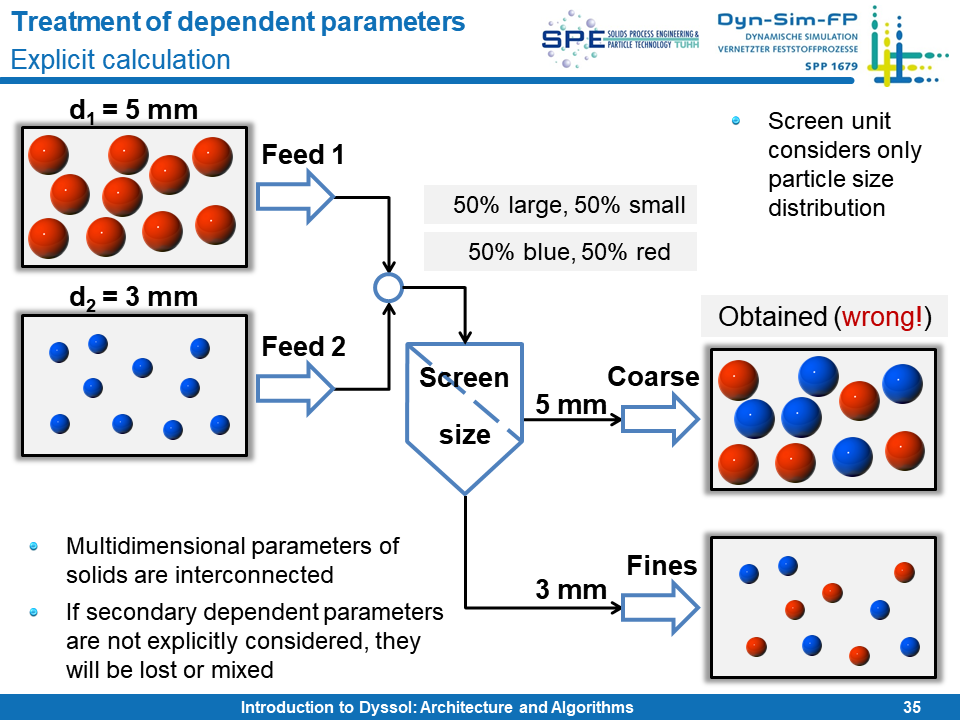 Treatment of dependent parameters
Explicit calculation
SPE SOLIDS PROCESS ENGINEERING &
PARTICLE TECHNOLOGY TUHH
Dyn-Sim-FP
DYNAMISCHE SIMULATION
VERNETZTER FESTSTOFFPROZESSE
SPP 1679
d1 = 5 mm
Feed 1
50% large, 50% small
50% blue, 50% red
Screen unit
considers only
particle size
distribution
d2 = 3 mm
Feed 2
Screen
size
5 mm
Coarse
Obtained (wrong!)
3 mm
Fines
Multidimensional parameters of
solids are interconnected
If secondary dependent parameters
are not explicitly considered, they
will be lost or mixed
Introduction to Dyssol: Architecture and Algorithms
35